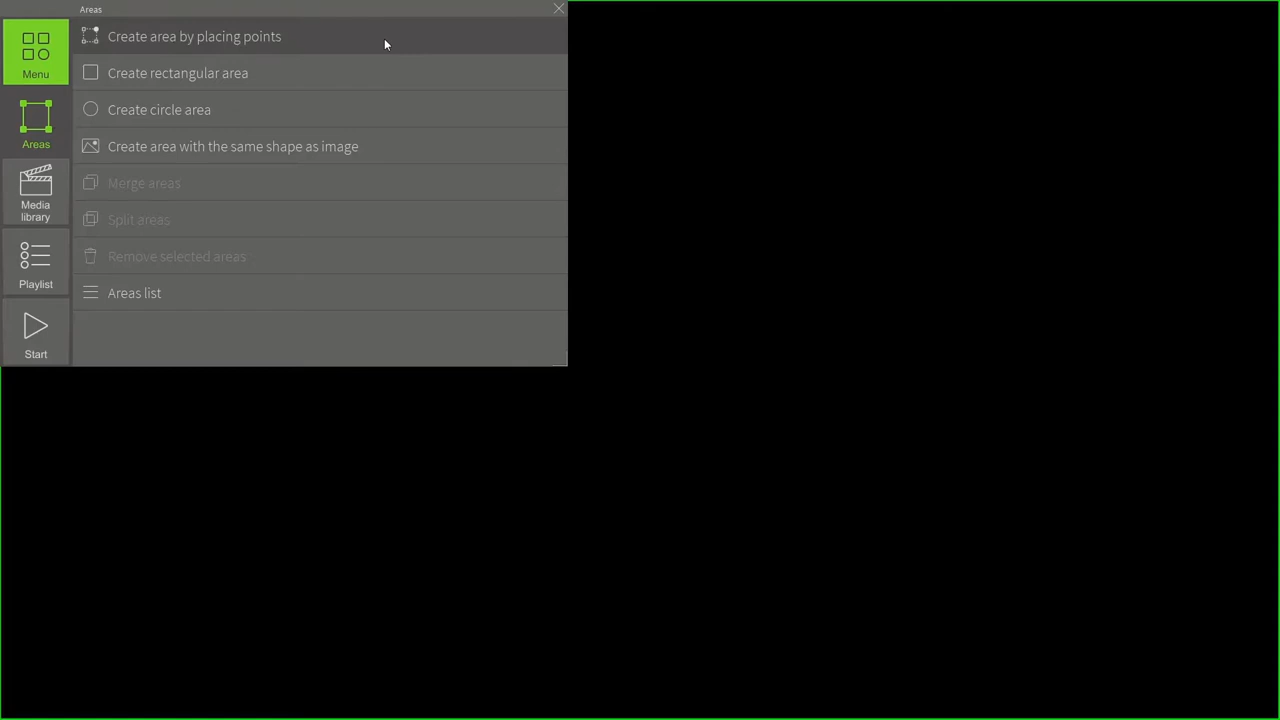 Areas
Menu
Create area by placing points
Create rectangular area
Create circle area
Areas
Create area with the same shape as image
Merge areas
Media
library
Split areas
Remove selected areas
Playlist
Areas list
Start